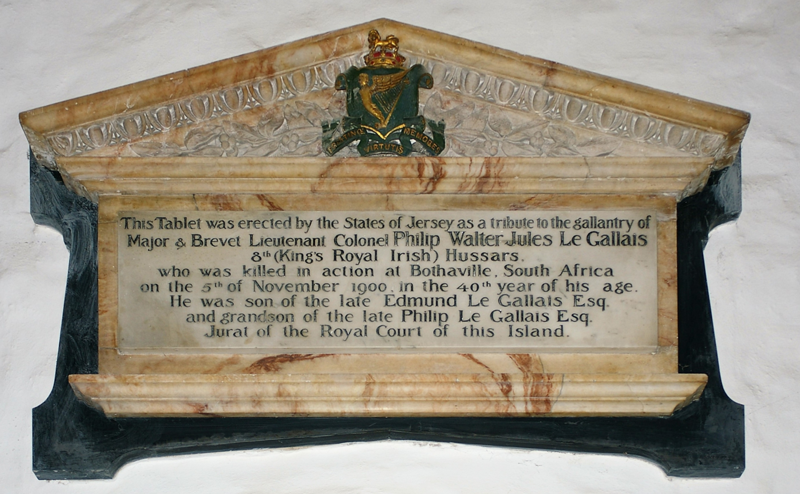 PRISTINÆ VIRTUTIS MEMORES
This Tablet was erected by the States of Jersey as a tribute to the gallantry of
Major & Brevet Lieutenant Colonel Philip Walter Jules Le Gallais
8th (King's Royal Irish) Hussars.
who was killed in action at Bothaville, South Africa
on the 5th of November 1900, in the 40th year of his age.
He was son of the late Edmund Le Gallais Esq.
and grandson of the late Philip Le Gallais Esq.
Jurat of the Royal Court of this Island.